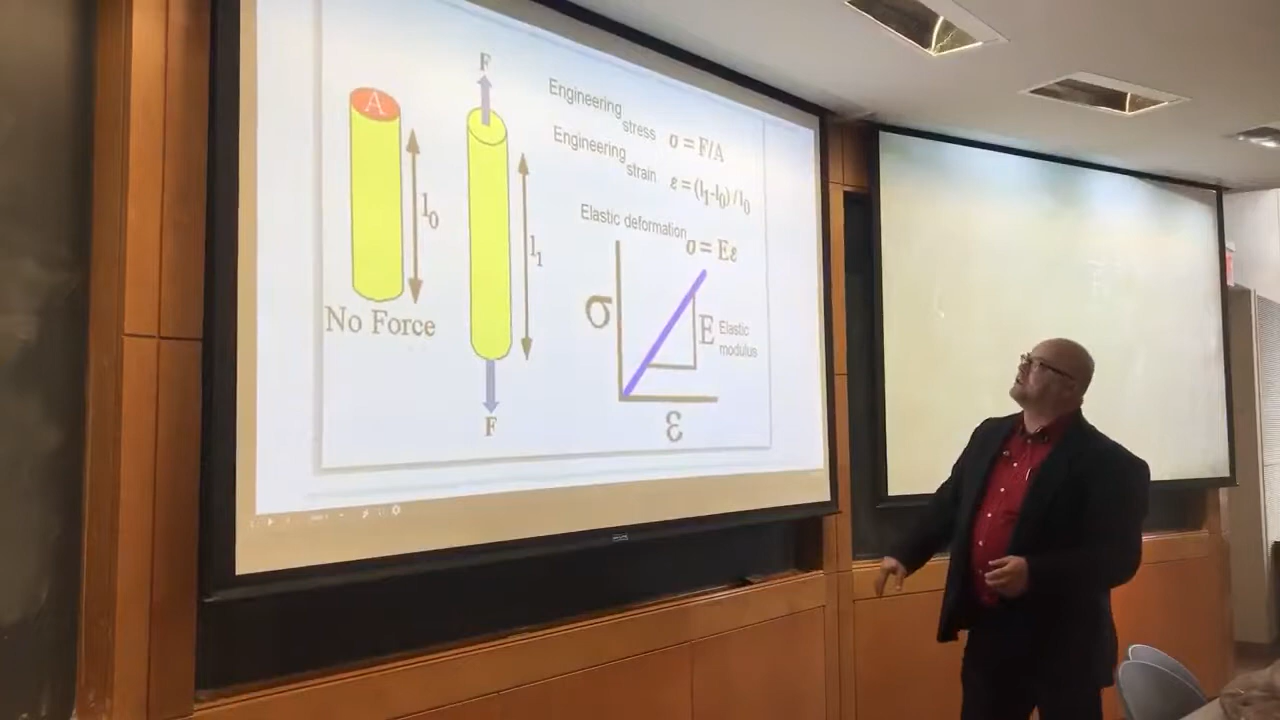 A
l0
No Force
F
l1
F
Engineering
stress σ = F/A
Engineering
strain ε = (l1-l0)/l0
Elastic deformation
σ = Eε
σ
E Elastic
modulus
ε